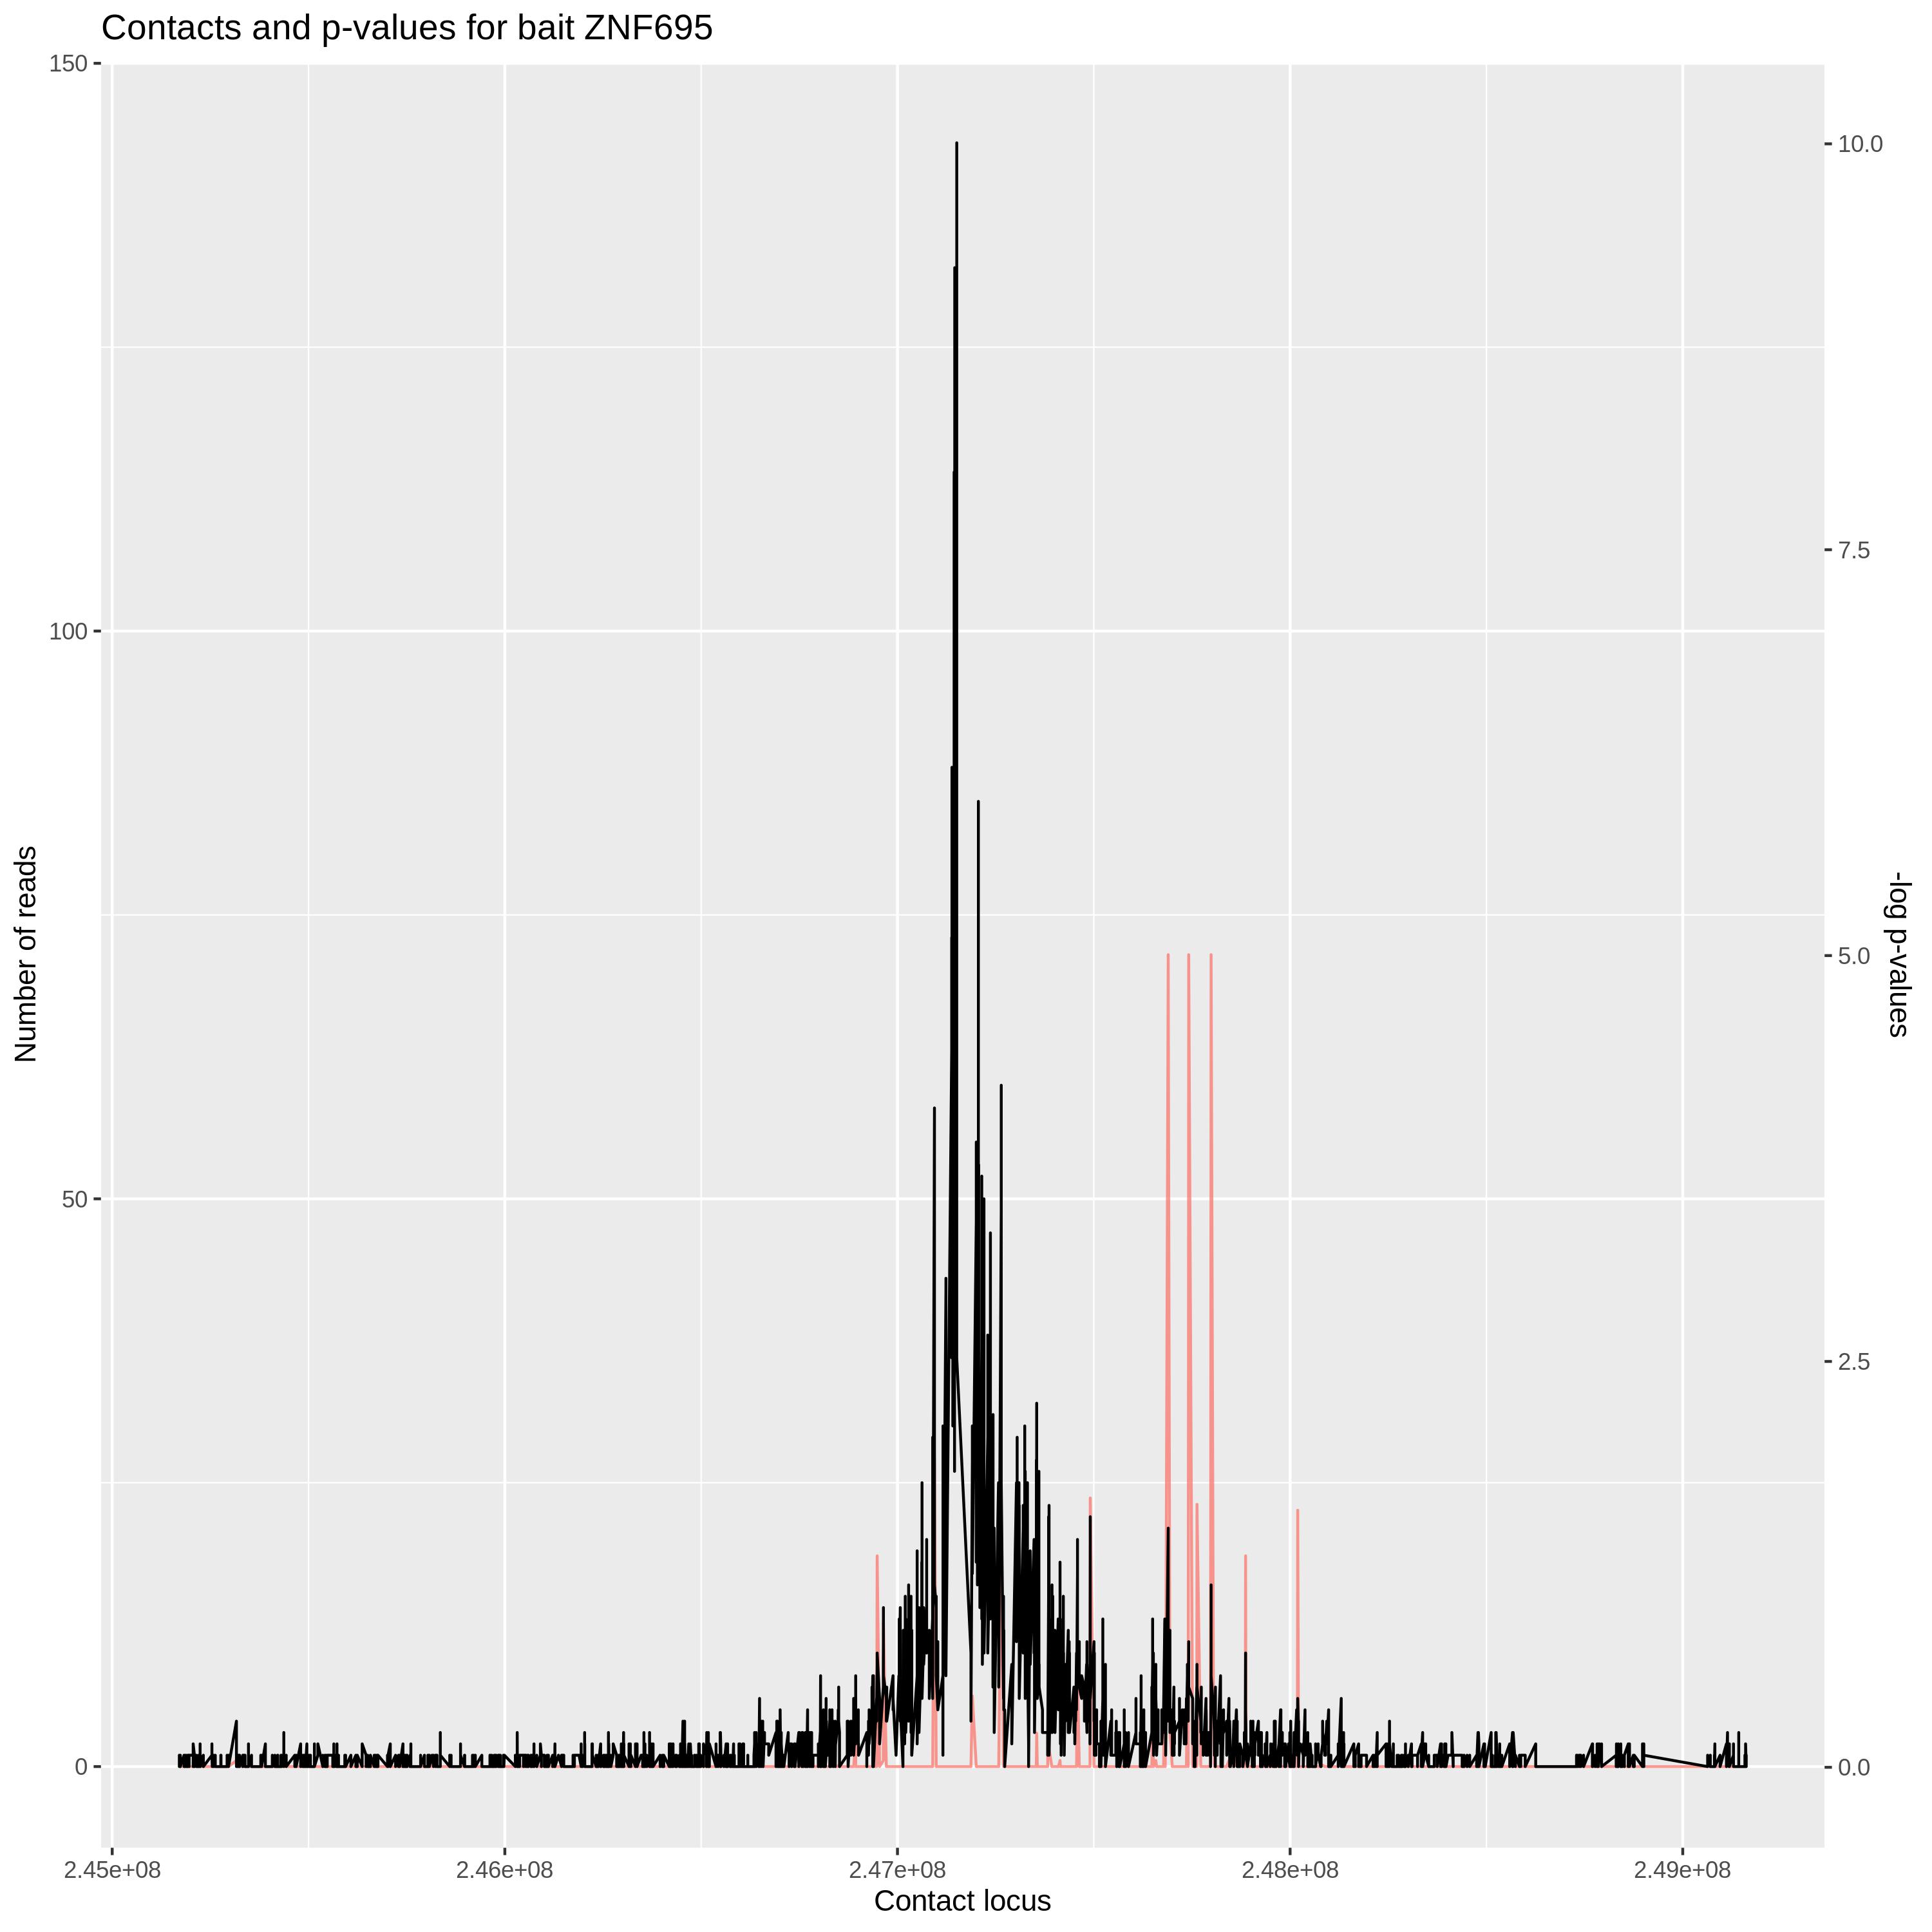 Contacts and p-values for bait ZNF695
150
100
50
0
Number of reads
10.0
7.5
5.0
2.5
0.0
-log p-values
2.45e+08
2.46e+08
2.47e+08
2.48e+08
2.49e+08
Contact locus